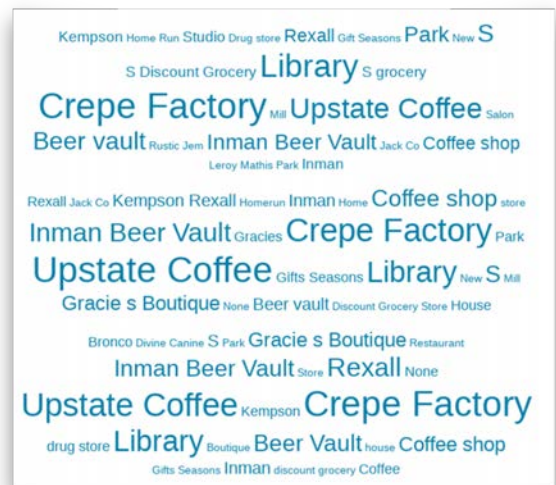 Kempson Home Run Studio Drug store Rexall Gift Seasons Park New S
S Discount Grocery Library S grocery
Crepe Factory Mill Upstate Coffee Salon
Beer vault Rustic Jem Inman Beer Vault Jack Co Coffee shop
Leroy Mathis Park Inman
Rexall Jack Co Kempson Rexall Homerun Inman Home Coffee shop store
Inman Beer Vault Gracies Crepe Factory Park
Upstate Coffee Gifts Seasons Library New S Mill
Gracie s Boutique None Beer vault Discount Grocery Store House
Bronco Divine Canine S Park Gracie s Boutique Restaurant
Inman Beer Vault Store Rexall None
Upstate Coffee Kempson Crepe Factory
drug store Library Boutique Beer Vault house Coffee shop
Gifts Seasons Inman discount grocery Coffee